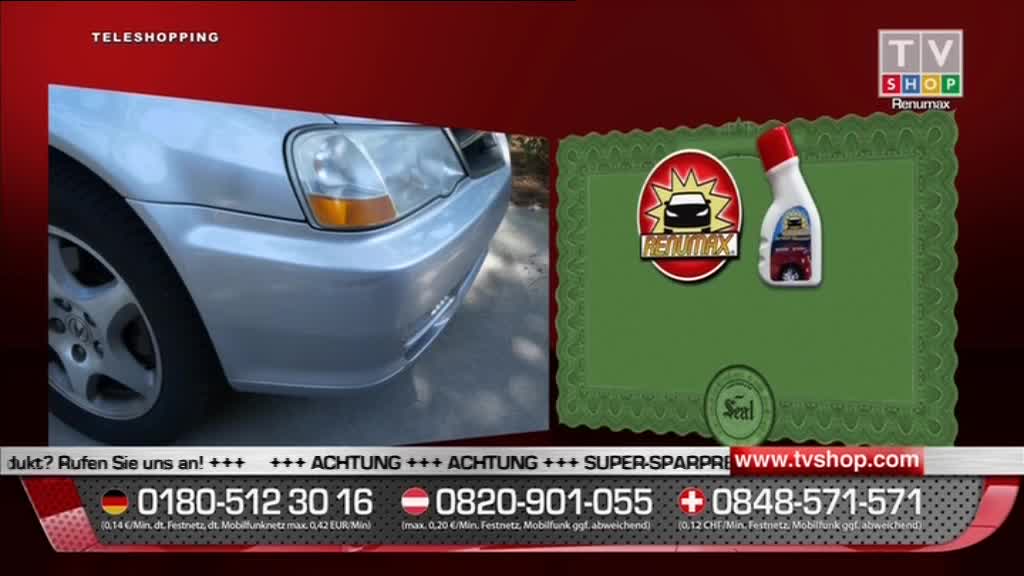 TELESHOPPING
TV
SHOP
Renumax
RENUMAX
Seal
dukt? Rufen Sie uns an! +++ +++ ACHTUNG +++ ACHTUNG +++ SUPER-SPARPRE
www.tvshop.com
0180-512 30 16
(0,14 €/Min. dt. Festnetz, dt. Mobilfunknetz max. 0,42 EUR/Min)
0820-901-055
(max. 0,20 €/Min. Festnetz, Mobilfunk ggf. abweichend)
0848-571-571
(0,12 CHF/Min. Festnetz, Mobilfunk ggf. abweichend)